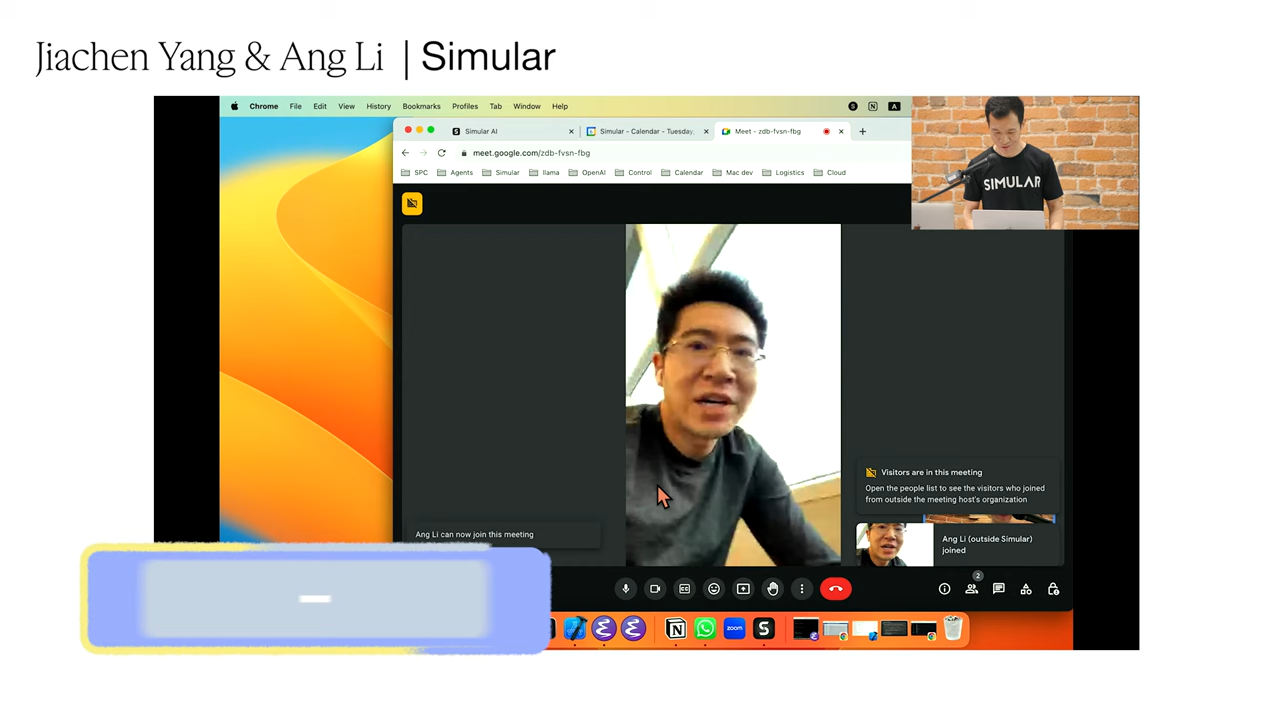 Jiachen Yang & Ang Li | Simular
Chrome File Edit View History Bookmarks Profiles Tab Window Help
Simular AI
Simular - Calendar - Tuesday,
Meet - zdb-fvsn-fbg
meet.google.com/zdb-fvsn-fbg
SPC Agents Simular llama OpenAI Control Calendar Mac dev Logistics Cloud
SIMULAR
Visitors are in this meeting
Open the people list to see the visitors who joined
from outside the meeting host's organization
Ang Li can now join this meeting
Ang Li (outside Simular)
joined
2
zoom